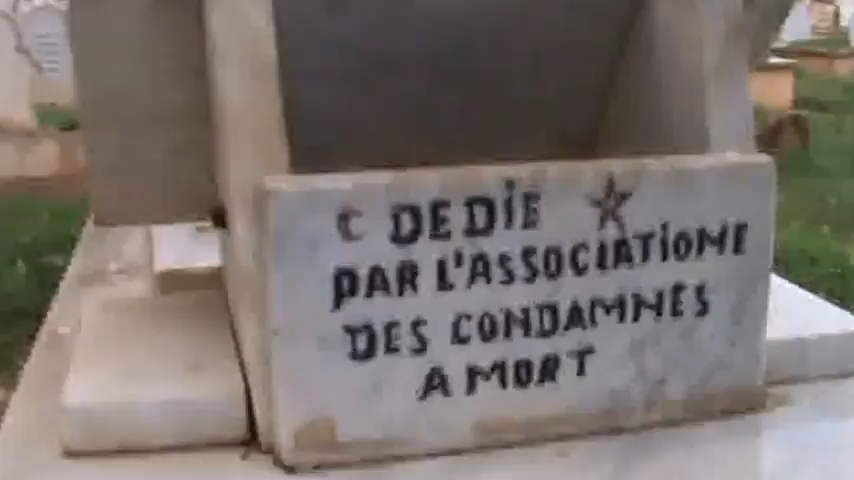 C DEDIE ☆
PAR L'ASSOCIATIOME
DES CONDAMNES
A MORT